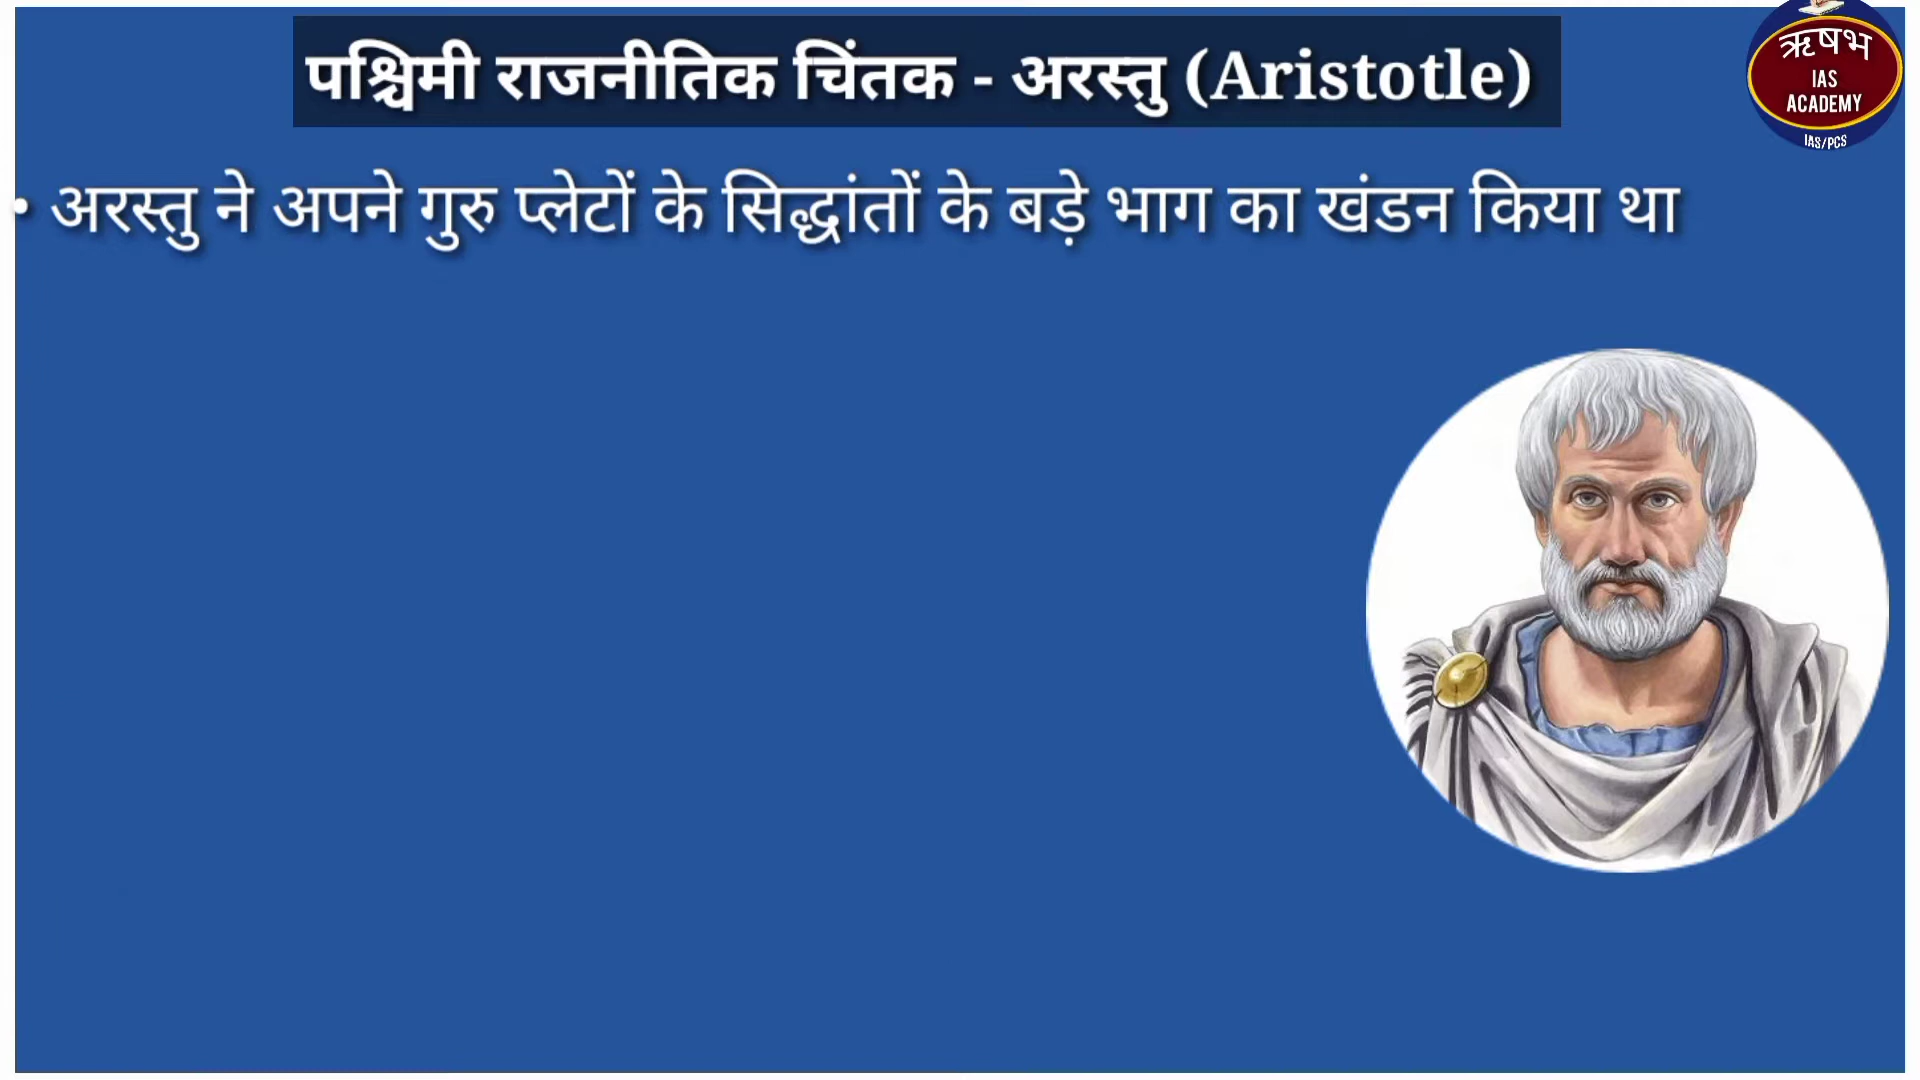 पश्चिमी राजनीतिक चिंतक - अरस्तु (Aristotle)
ऋषभ
IAS
ACADEMY
IAS/PCS
• अरस्तु ने अपने गुरु प्लेटों के सिद्धांतों के बड़े भाग का खंडन किया था